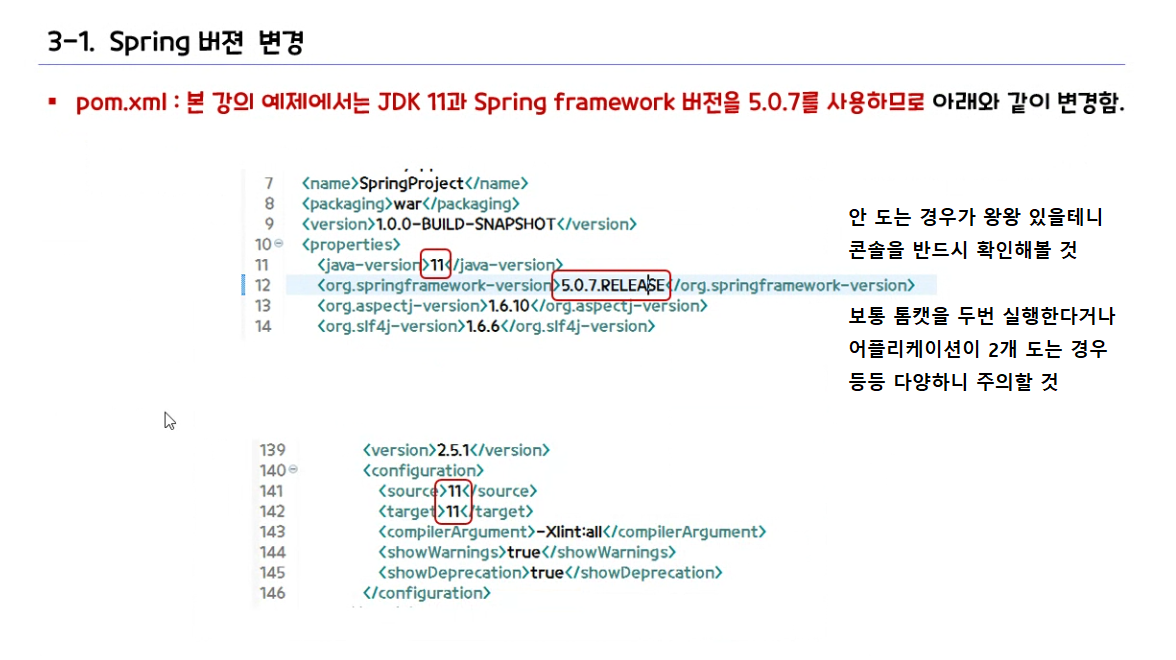 3-1. Spring 버젼 변경
▪ pom.xml : 본 강의 예제에서는 JDK 11과 Spring framework 버전을 5.0.7를 사용하므로 아래와 같이 변경함.
7 <name>SpringProject</name>
8 <packaging>war</packaging>
9 <version>1.0.0-BUILD-SNAPSHOT</version>
10 <properties>
11 <java-version>11</java-version>
12 <org.springframework-version>5.0.7.RELEASE</org.springframework-version>
13 <org.aspectj-version>1.6.10</org.aspectj-version>
14 <org.slf4j-version>1.6.6</org.slf4j-version>
안 도는 경우가 왕왕 있을테니
콘솔을 반드시 확인해볼 것
보통 톰캣을 두번 실행한다거나
어플리케이션이 2개 도는 경우
등등 다양하니 주의할 것
139 <version>2.5.1</version>
140 <configuration>
141 <source>11</source>
142 <target>11</target>
143 <compilerArgument>-Xlint:all</compilerArgument>
144 <showWarnings>true</showWarnings>
145 <showDeprecation>true</showDeprecation>
146 </configuration>